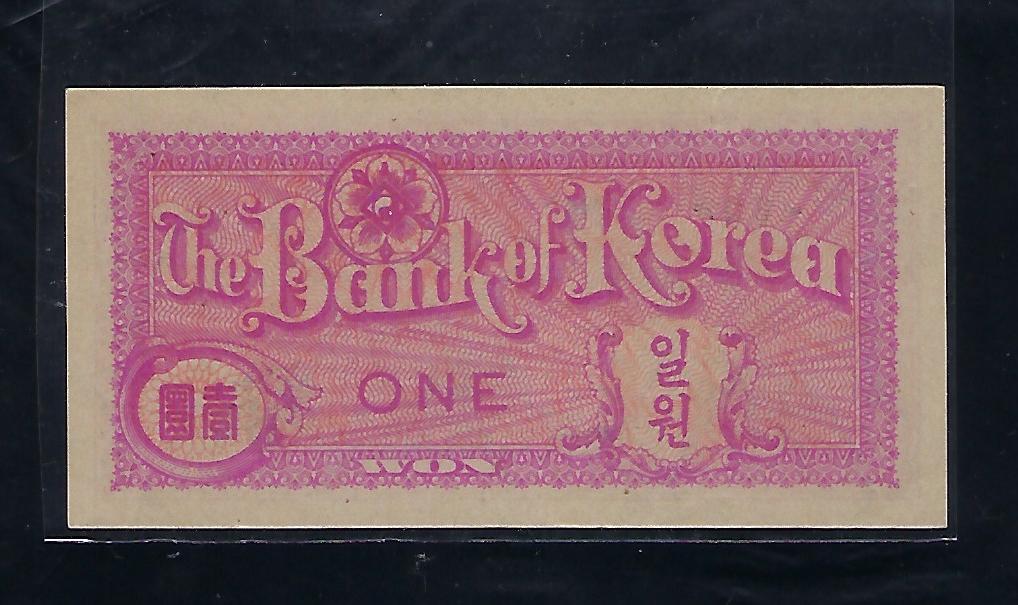 The Bank of Korea
圓壹
ONE
일
원
WON